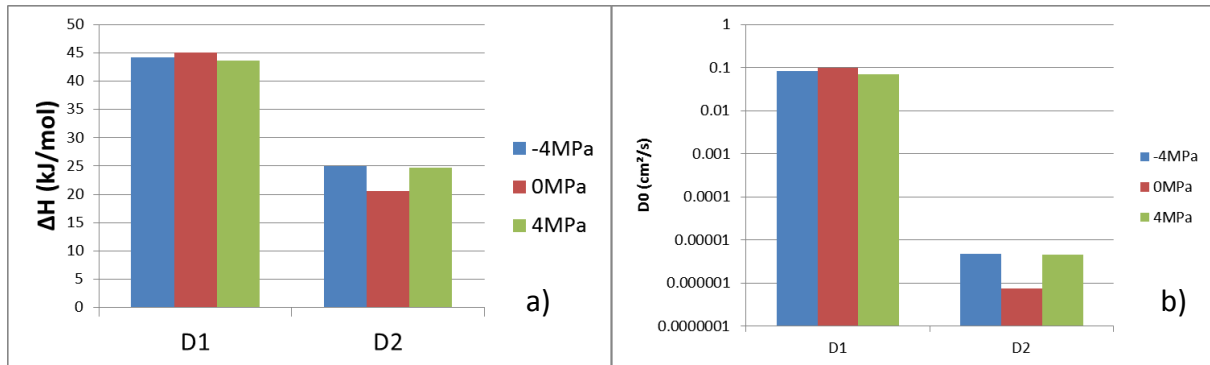 50
45
40
35
30
25
20
15
10
5
0
ΔH (kJ/mol)
D1
D2
-4MPa
0MPa
4MPa
a)
1
0.1
0.01
0.001
0.0001
0.00001
0.000001
0.0000001
D0 (cm²/s)
D1
D2
-4MPa
0MPa
4MPa
b)